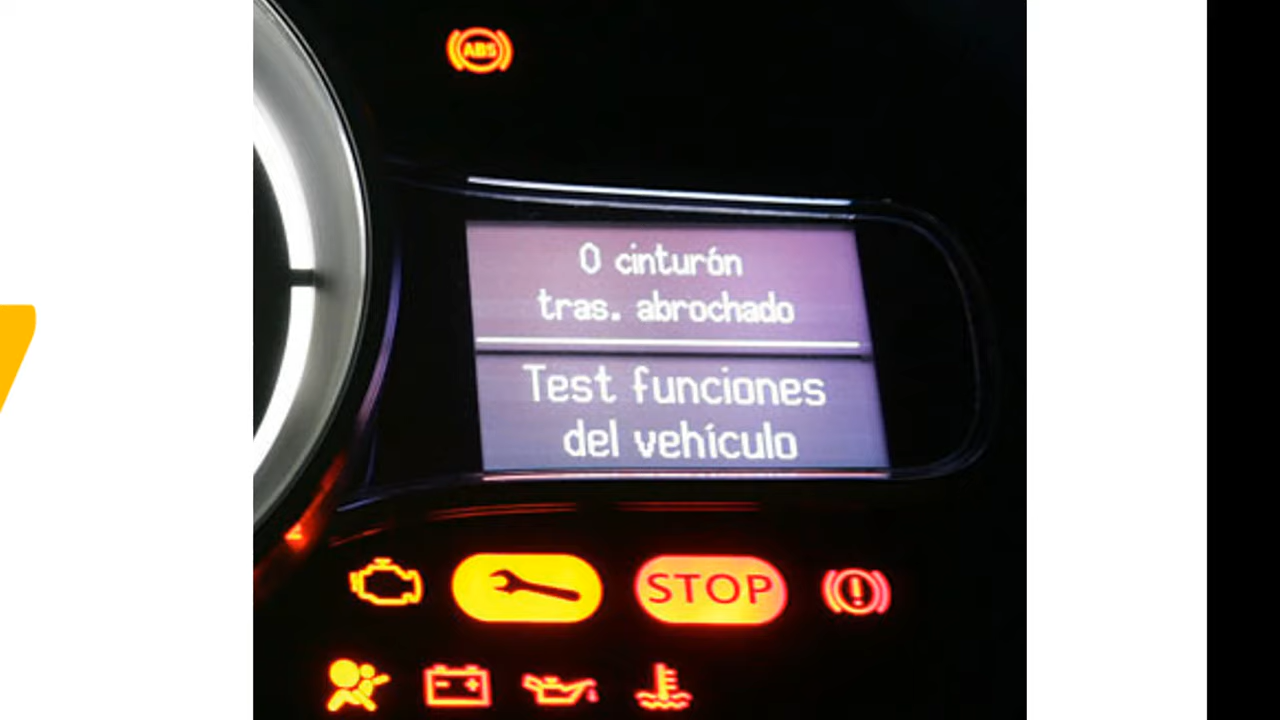 ABS
0 cinturón
tras. abrochado
Test funciones
del vehículo
STOP